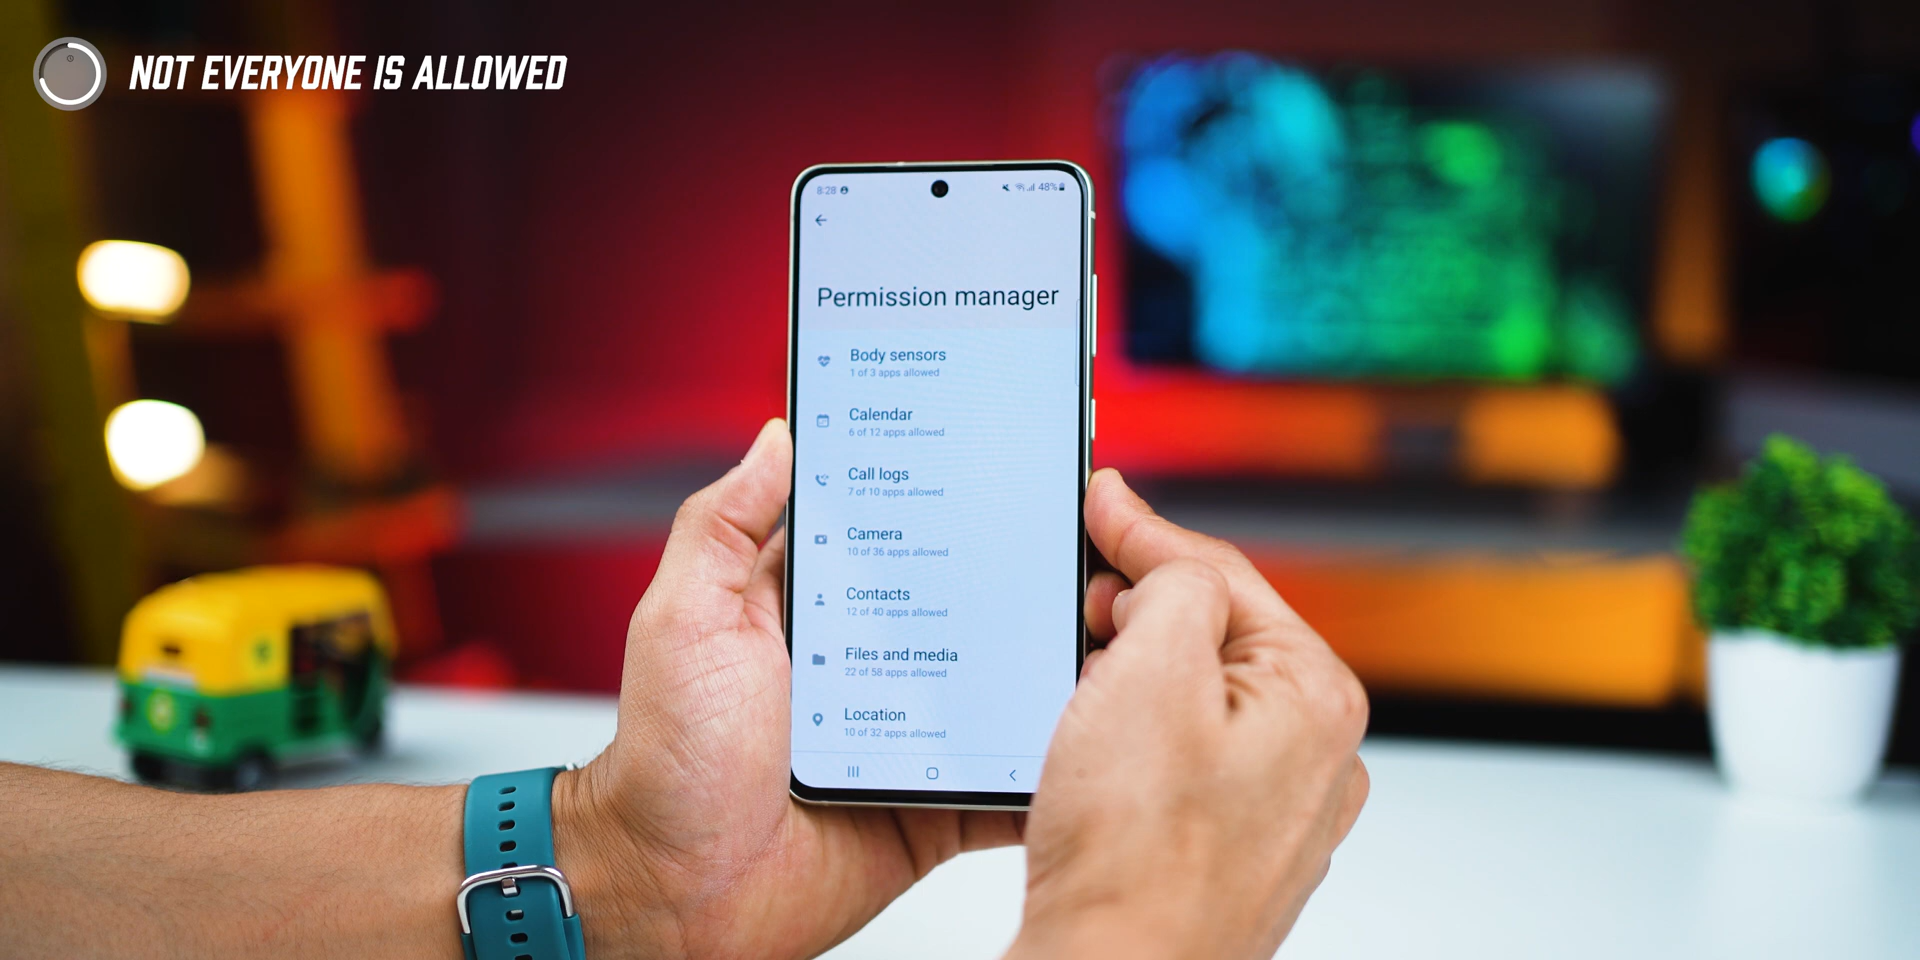 NOT EVERYONE IS ALLOWED
8:28
48%
Permission manager
Body sensors
1 of 3 apps allowed
Calendar
6 of 12 apps allowed
Call logs
7 of 10 apps allowed
Camera
10 of 36 apps allowed
Contacts
12 of 40 apps allowed
Files and media
22 of 58 apps allowed
Location
10 of 32 apps allowed